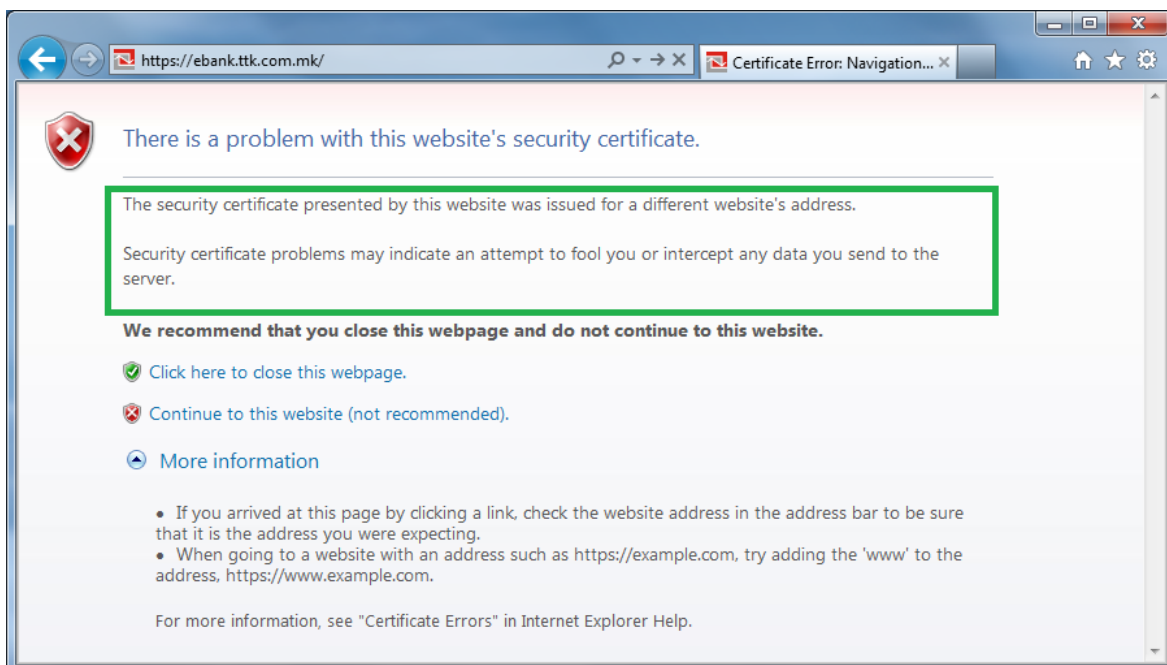 https://ebank.ttk.com.mk/
Certificate Error: Navigation...
There is a problem with this website's security certificate.
The security certificate presented by this website was issued for a different website's address.
Security certificate problems may indicate an attempt to fool you or intercept any data you send to the
server.
We recommend that you close this webpage and do not continue to this website.
Click here to close this webpage.
Continue to this website (not recommended).
More information
• If you arrived at this page by clicking a link, check the website address in the address bar to be sure
that it is the address you were expecting.
• When going to a website with an address such as https://example.com, try adding the 'www' to the
address, https://www.example.com.
For more information, see "Certificate Errors" in Internet Explorer Help.